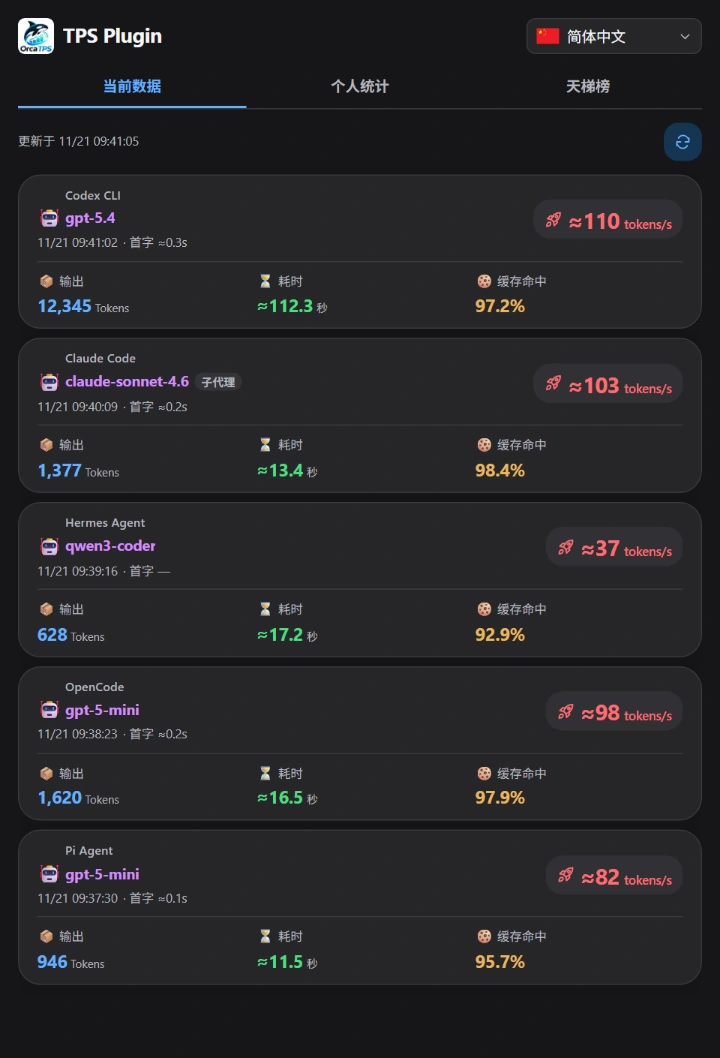 OrcaTPS
TPS Plugin
简体中文
当前数据
个人统计
天梯榜
更新于 11/21 09:41:05
Codex CLI
gpt-5.4
≈110 tokens/s
11/21 09:41:02 · 首字 ≈0.3s
输出
耗时
缓存命中
12,345 Tokens
≈112.3 秒
97.2%
Claude Code
claude-sonnet-4.6 子代理
≈103 tokens/s
11/21 09:40:09 · 首字 ≈0.2s
输出
耗时
缓存命中
1,377 Tokens
≈13.4 秒
98.4%
Hermes Agent
qwen3-coder
≈37 tokens/s
11/21 09:39:16 · 首字 —
输出
耗时
缓存命中
628 Tokens
≈17.2 秒
92.9%
OpenCode
gpt-5-mini
≈98 tokens/s
11/21 09:38:23 · 首字 ≈0.2s
输出
耗时
缓存命中
1,620 Tokens
≈16.5 秒
97.9%
Pi Agent
gpt-5-mini
≈82 tokens/s
11/21 09:37:30 · 首字 ≈0.1s
输出
耗时
缓存命中
946 Tokens
≈11.5 秒
95.7%